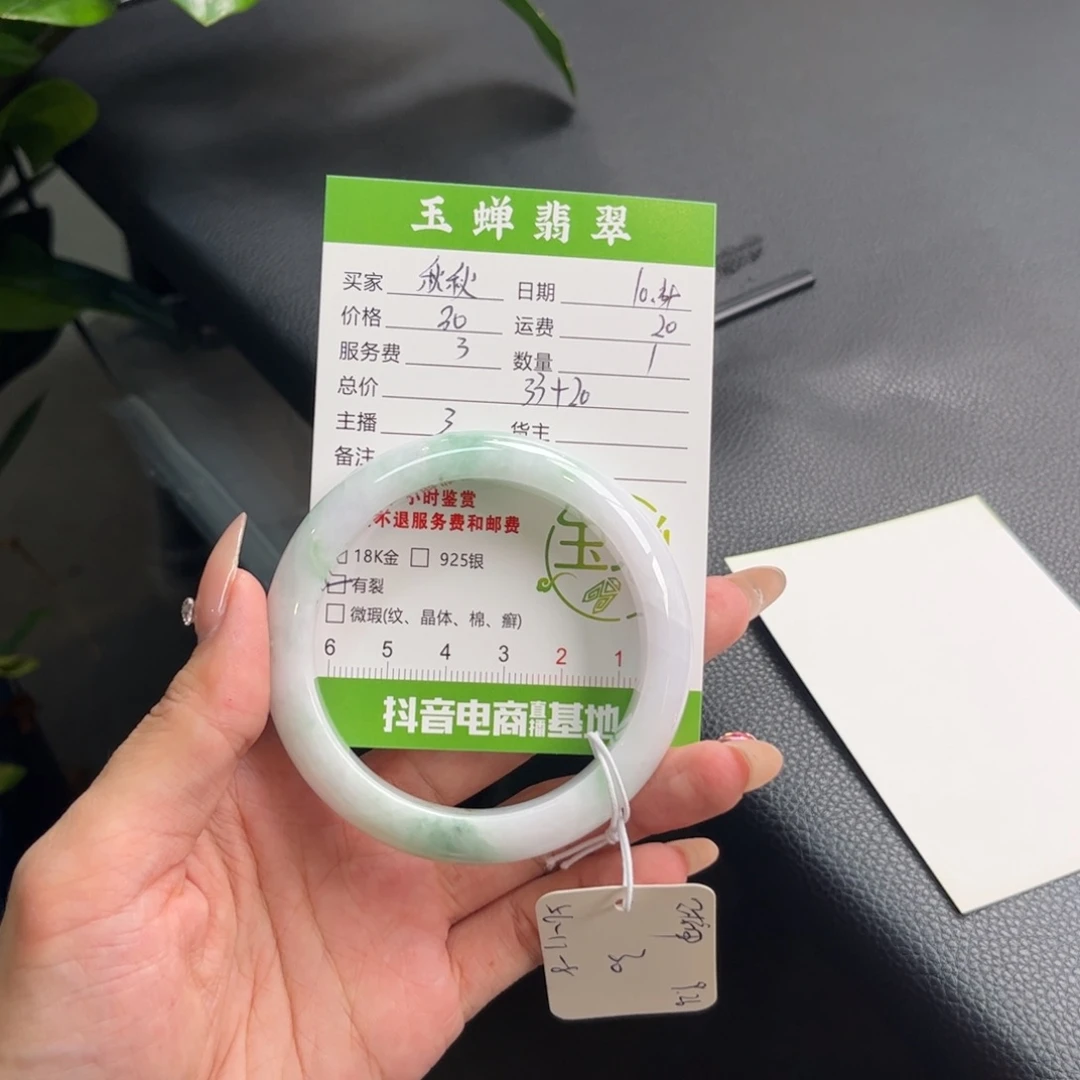 玉蝉翡翠
买家 秋秋 日期
价格 30 运费 20
服务费 3 数量 1
总价 33+20
主播 3 货主
备注
小时鉴赏
不退服务费和邮费
18K金 925银
有裂
微瑕(纹、晶体、棉、癣)
玉
6 5 4 3 2 1
抖音电商直播基地